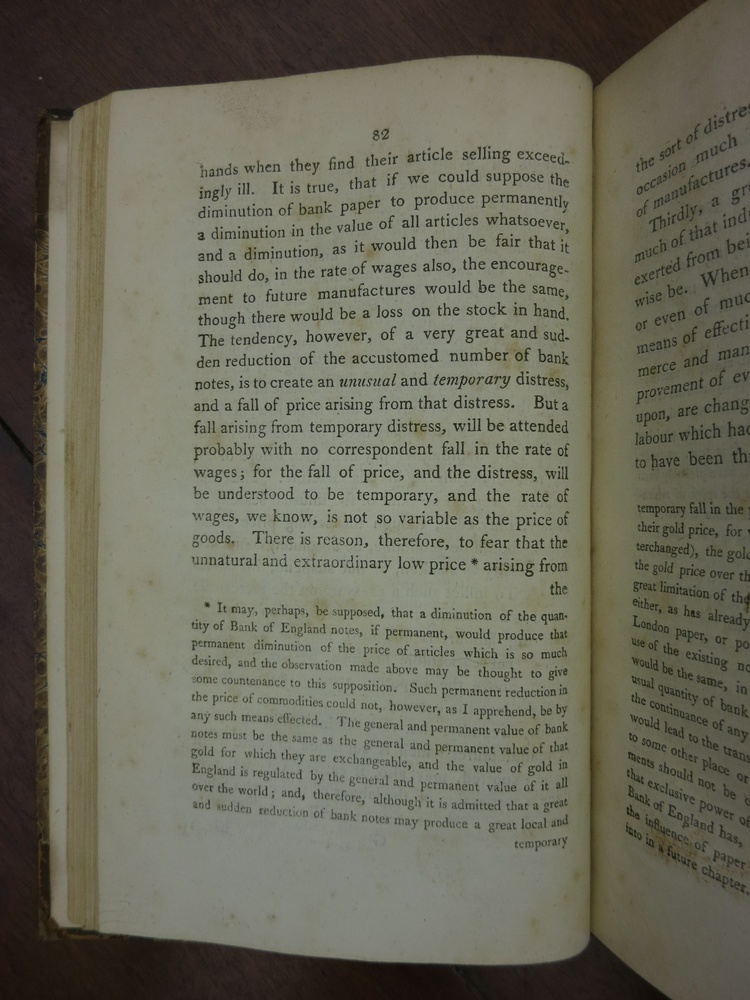 82
hands when they find their article selling exceed-
ingly ill. It is true, that if we could suppose the
diminution of bank paper to produce permanently
a diminution in the value of all articles whatsoever,
and a diminution, as it would then be fair that it
should do, in the rate of wages also, the encourage-
ment to future manufactures would be the same,
though there would be a loss on the stock in hand.
The tendency, however, of a very great and sud-
den reduction of the accustomed number of bank
notes, is to create an unusual and temporary distress,
and a fall of price arising from that distress. But a
fall arising from temporary distress, will be attended
probably with no correspondent fall in the rate of
wages; for the fall of price, and the distress, will
be understood to be temporary, and the rate of
wages, we know, is not so variable as the price of
goods. There is reason, therefore, to fear that the
unnatural and extraordinary low price * arising from
the
* It may, perhaps, be supposed, that a diminution of the quan-
tity of Bank of England notes, if permanent, would produce that
permanent diminution of the price of articles which is so much
desired, and the observation made above may be thought to give
some countenance to this supposition. Such permanent reduction in
the price of commodities could not, however, as I apprehend, be by
any such means effected. The general and permanent value of bank
notes must be the same as the general and permanent value of that
gold for which they are exchangeable, and the value of gold in
England is regulated by the general and permanent value of it all
over the world; and, therefore, although it is admitted that a great
and sudden reduction of bank notes may produce a great local and
temporary
the sort of distre
occasion much
of manufactures.
Thirdly, a gr
much of that ind
exerted from bei
wise be. When
or even of muc
means of effecti
merce and man
provement of ev
upon, are chang
labour which had
to have been th
temporary fall in the
their gold price, for
terchanged), the gold
the gold price over th
great limitation of the
either, as has already
London paper, or po
use of the existing no
would be the same, in
usual quantity of bank
the continuance of any
would lead to the trans
to some other place or
ments should not be
that exclusive power of
Bank of England has,
the influence of paper
into in a future chapter.